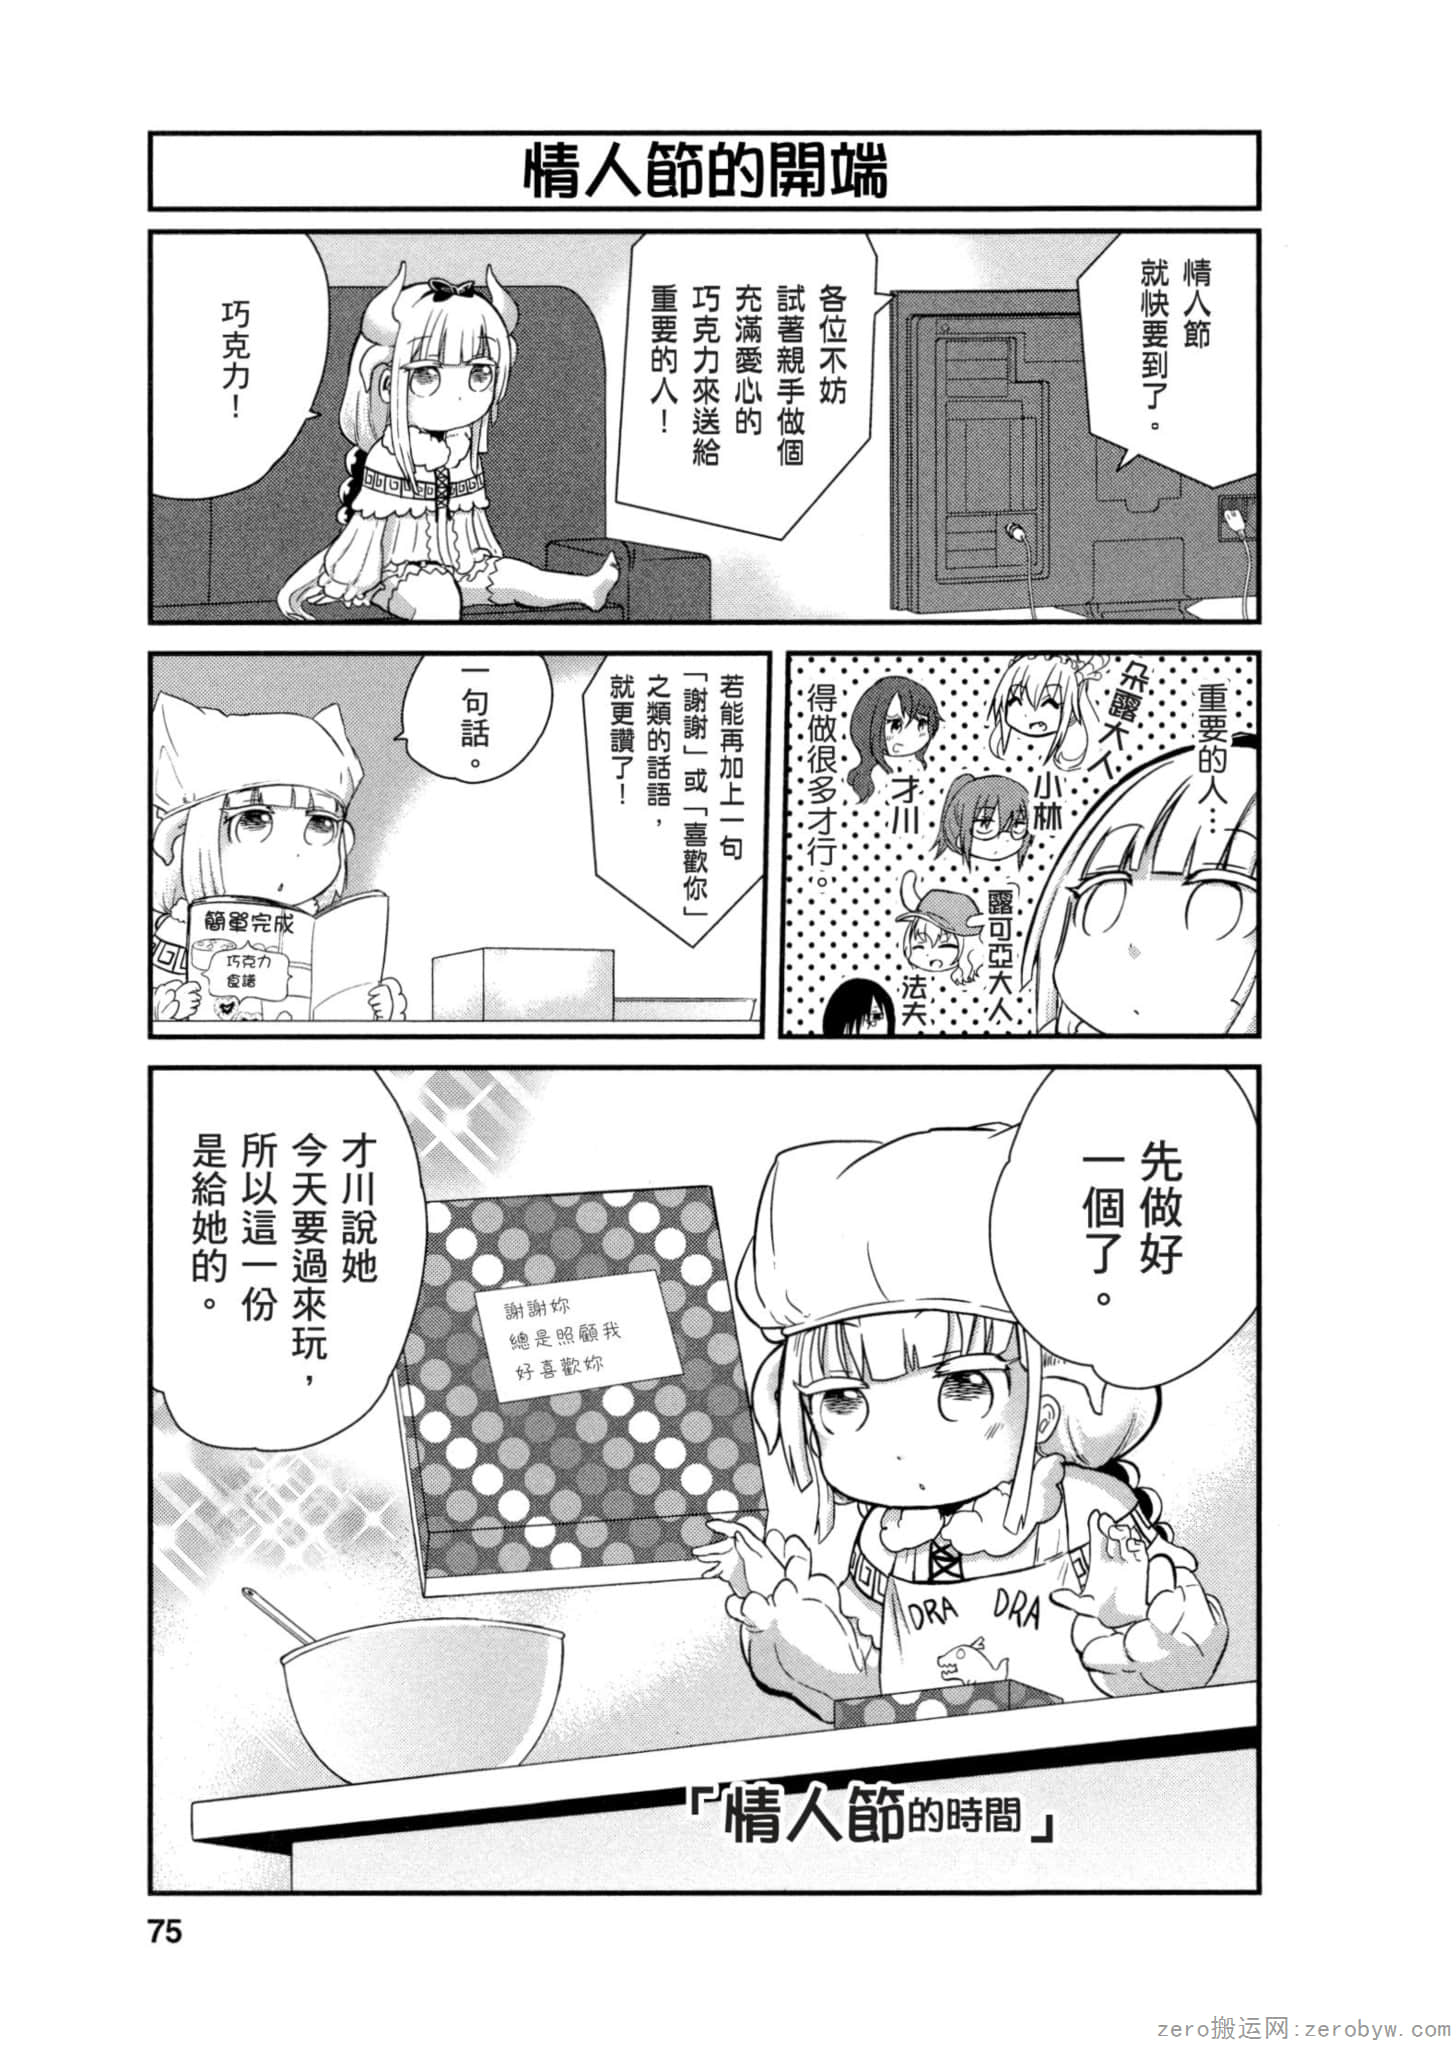 情人節的開端
情人節
就快要到了。
各位不妨
試著親手做個
充滿愛心的
巧克力來送給
重要的人！
巧克力！
重要的人…
朵露大人
小林
才川
露可亞大人
法夫
得做很多才行。
若能再加上一句
「謝謝」或「喜歡你」
之類的話語，
就更讚了！
一句話。
簡單完成
巧克力
食譜
先做好
一個了。
謝謝妳
總是照顧我
好喜歡妳
才川說她
今天要過來玩，
所以這一份
是給她的。
DRA DRA
「情人節的時間」
75
zero搬运网:zerobyw.com